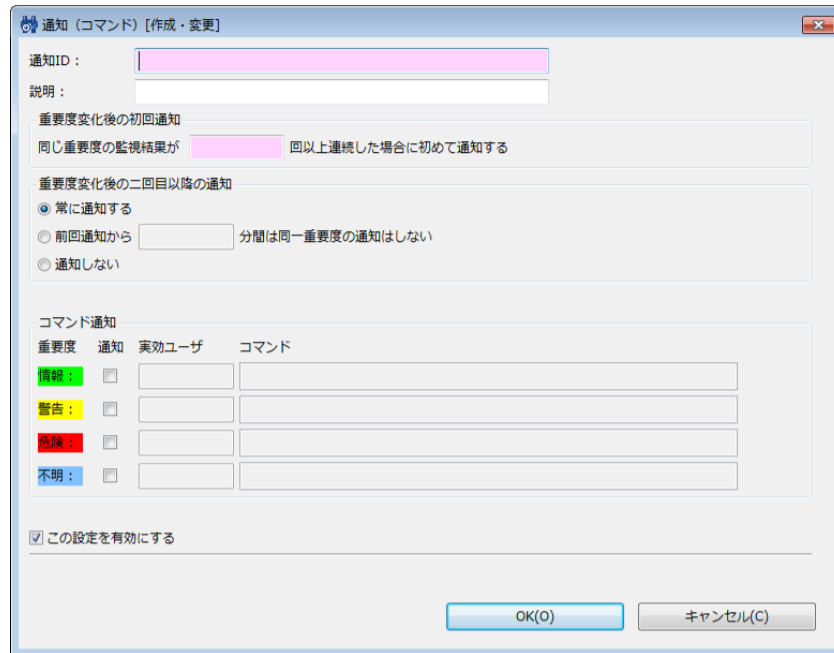 通知（コマンド）[作成・変更]
通知ID：
説明：
重要度変化後の初回通知
同じ重要度の監視結果が 回以上連続した場合に初めて通知する
重要度変化後の二回目以降の通知
常に通知する
前回通知から 分間は同一重要度の通知はしない
通知しない
コマンド通知
重要度 通知 実効ユーザ コマンド
情報：
警告：
危険：
不明：
この設定を有効にする
OK(O) キャンセル(C)